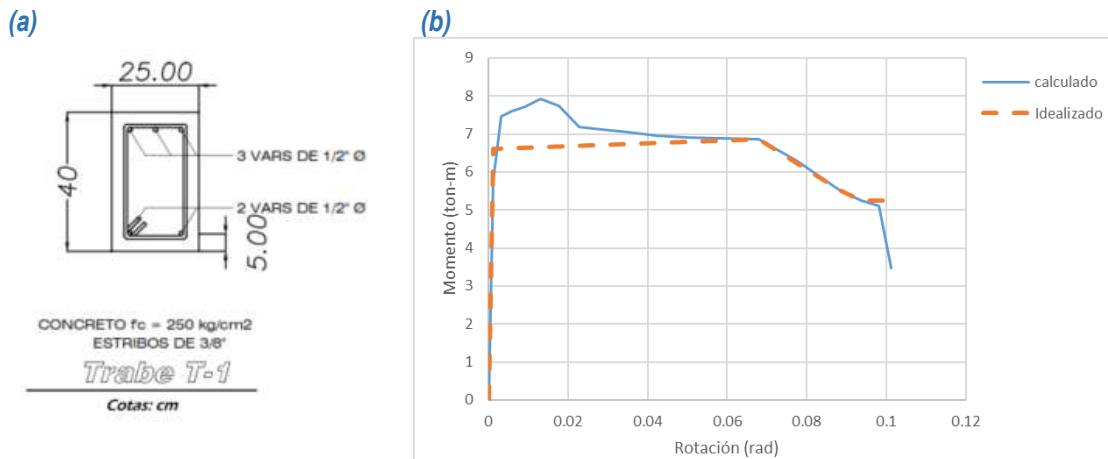 (a)
25.00
40
3 VARS DE 1/2" Ø
2 VARS DE 1/2" Ø
5.00
CONCRETO fc = 250 kg/cm2
ESTRIBOS DE 3/8"
Trabe T-1
Cotas: cm
(b)
9
8
7
6
5
4
3
2
1
0
Momento (ton-m)
0
0.02
0.04
0.06
0.08
0.1
0.12
Rotación (rad)
calculado
Idealizado